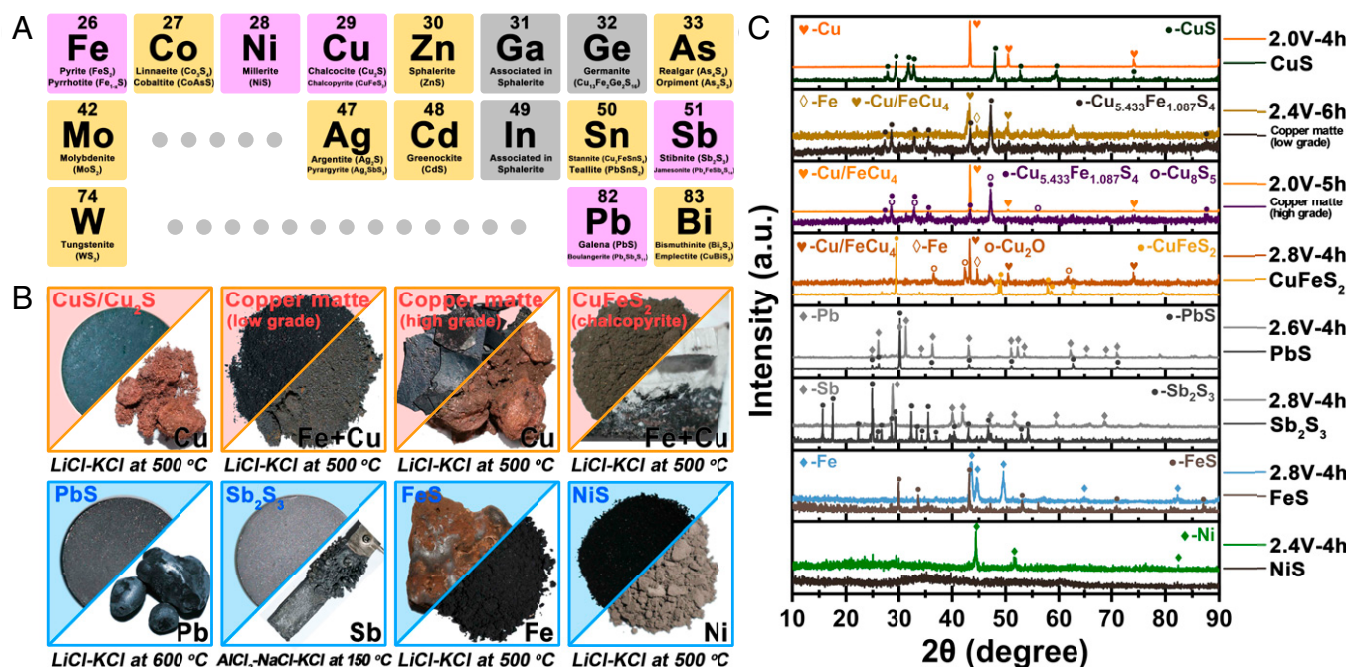 A
26 27 28 29 30 31 32 33
Fe Co Ni Cu Zn Ga Ge As
Pyrite (FeS₂) Linnaeite (Co₃S₄) Millerite Chalcocite (Cu₂S) Sphalerite Associated in Germanite Realgar (As₄S₄)
Pyrrhotite (Fe₁₋ₓS) Cobaltite (CoAsS) (NiS) Chalcopyrite (CuFeS₂) (ZnS) Sphalerite (Cu₁₃Fe₂Ge₂S₁₆) Orpiment (As₂S₃)
42 47 48 49 50 51
Mo Ag Cd In Sn Sb
Molybdenite Argentite (Ag₂S) Greenockite Associated in Stannite (Cu₂FeSnS₄) Stibnite (Sb₂S₃)
(MoS₂) Pyrargyrite (Ag₃SbS₃) (CdS) Sphalerite Teallite (PbSnS₂) Jamesonite (Pb₄FeSb₆S₁₄)
74 82 83
W Pb Bi
Tungstenite Galena (PbS) Bismuthinite (Bi₂S₃)
(WS₂) Boulangerite (Pb₅Sb₄S₁₁) Emplectite (CuBiS₂)
B
CuS/Cu₂S Copper matte Copper matte CuFeS₂
(low grade) (high grade) (chalcopyrite)
Cu Fe+Cu Cu Fe+Cu
LiCl-KCl at 500 °C LiCl-KCl at 500 °C LiCl-KCl at 500 °C LiCl-KCl at 500 °C
PbS Sb₂S₃ FeS NiS
Pb Sb Fe Ni
LiCl-KCl at 600 °C AlCl₃-NaCl-KCl at 150 °C LiCl-KCl at 500 °C LiCl-KCl at 500 °C
C
Intensity (a.u.)
♥-Cu ●-CuS 2.0V-4h
CuS
◊-Fe ♥-Cu/FeCu₄ ●-Cu₅.₄₃₃Fe₁.₀₈₇S₄ 2.4V-6h
Copper matte
(low grade)
♥-Cu/FeCu₄ ●-Cu₅.₄₃₃Fe₁.₀₈₇S₄ o-Cu₈S₅ 2.0V-5h
Copper matte
(high grade)
♥-Cu/FeCu₄ ◊-Fe o-Cu₂O ●-CuFeS₂ 2.8V-4h
CuFeS₂
♦-Pb ●-PbS 2.6V-4h
PbS
♦-Sb ●-Sb₂S₃ 2.8V-4h
Sb₂S₃
♦-Fe ●-FeS 2.8V-4h
FeS
♦-Ni 2.4V-4h
NiS
10 20 30 40 50 60 70 80 90
2θ (degree)